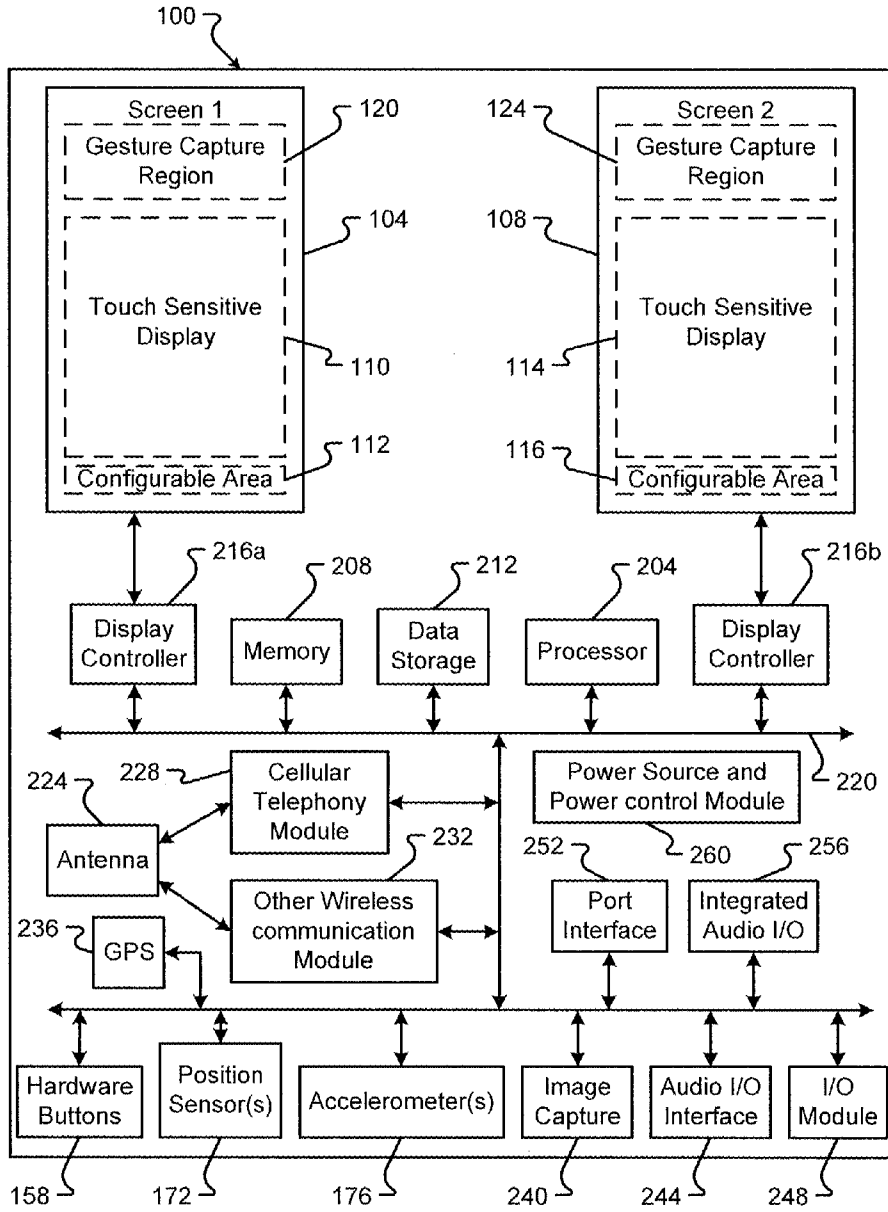 100
Screen 1
120
124
Screen 2
Gesture Capture
Region
Gesture Capture
Region
104
108
Touch Sensitive
Display
Touch Sensitive
Display
110
114
112
116
Configurable Area
Configurable Area
216a
208
212
204
216b
Display
Controller
Memory
Data
Storage
Processor
Display
Controller
228
Cellular
Telephony
Module
Power Source and
Power control Module
220
224
Antenna
232
252
260
256
Other Wireless
communication
Module
Port
Interface
Integrated
Audio I/O
236
GPS
Hardware
Buttons
Position
Sensor(s)
Accelerometer(s)
Image
Capture
Audio I/O
Interface
I/O
Module
158
172
176
240
244
248